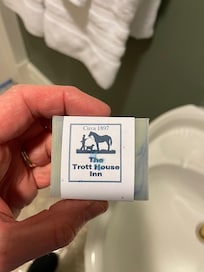 Circa 1897
The
Trott House
Inn